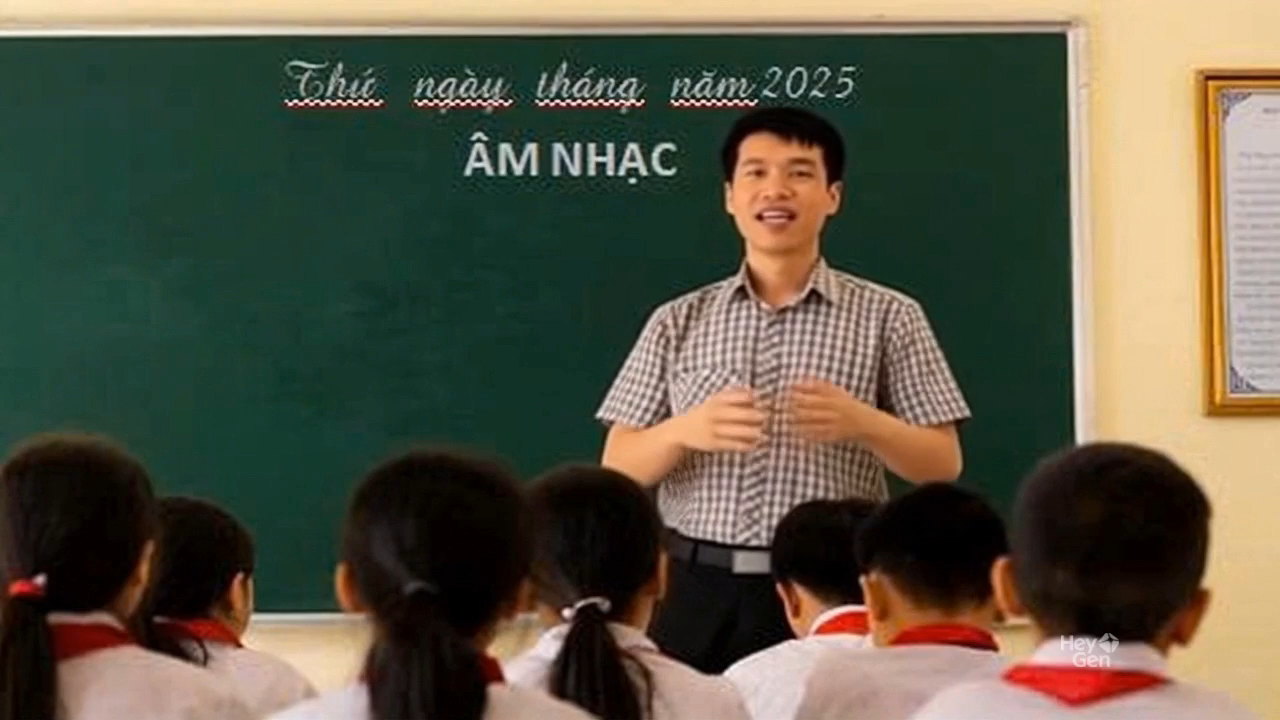 Thứ ngày tháng năm 2025
ÂM NHẠC
Hey
Gen